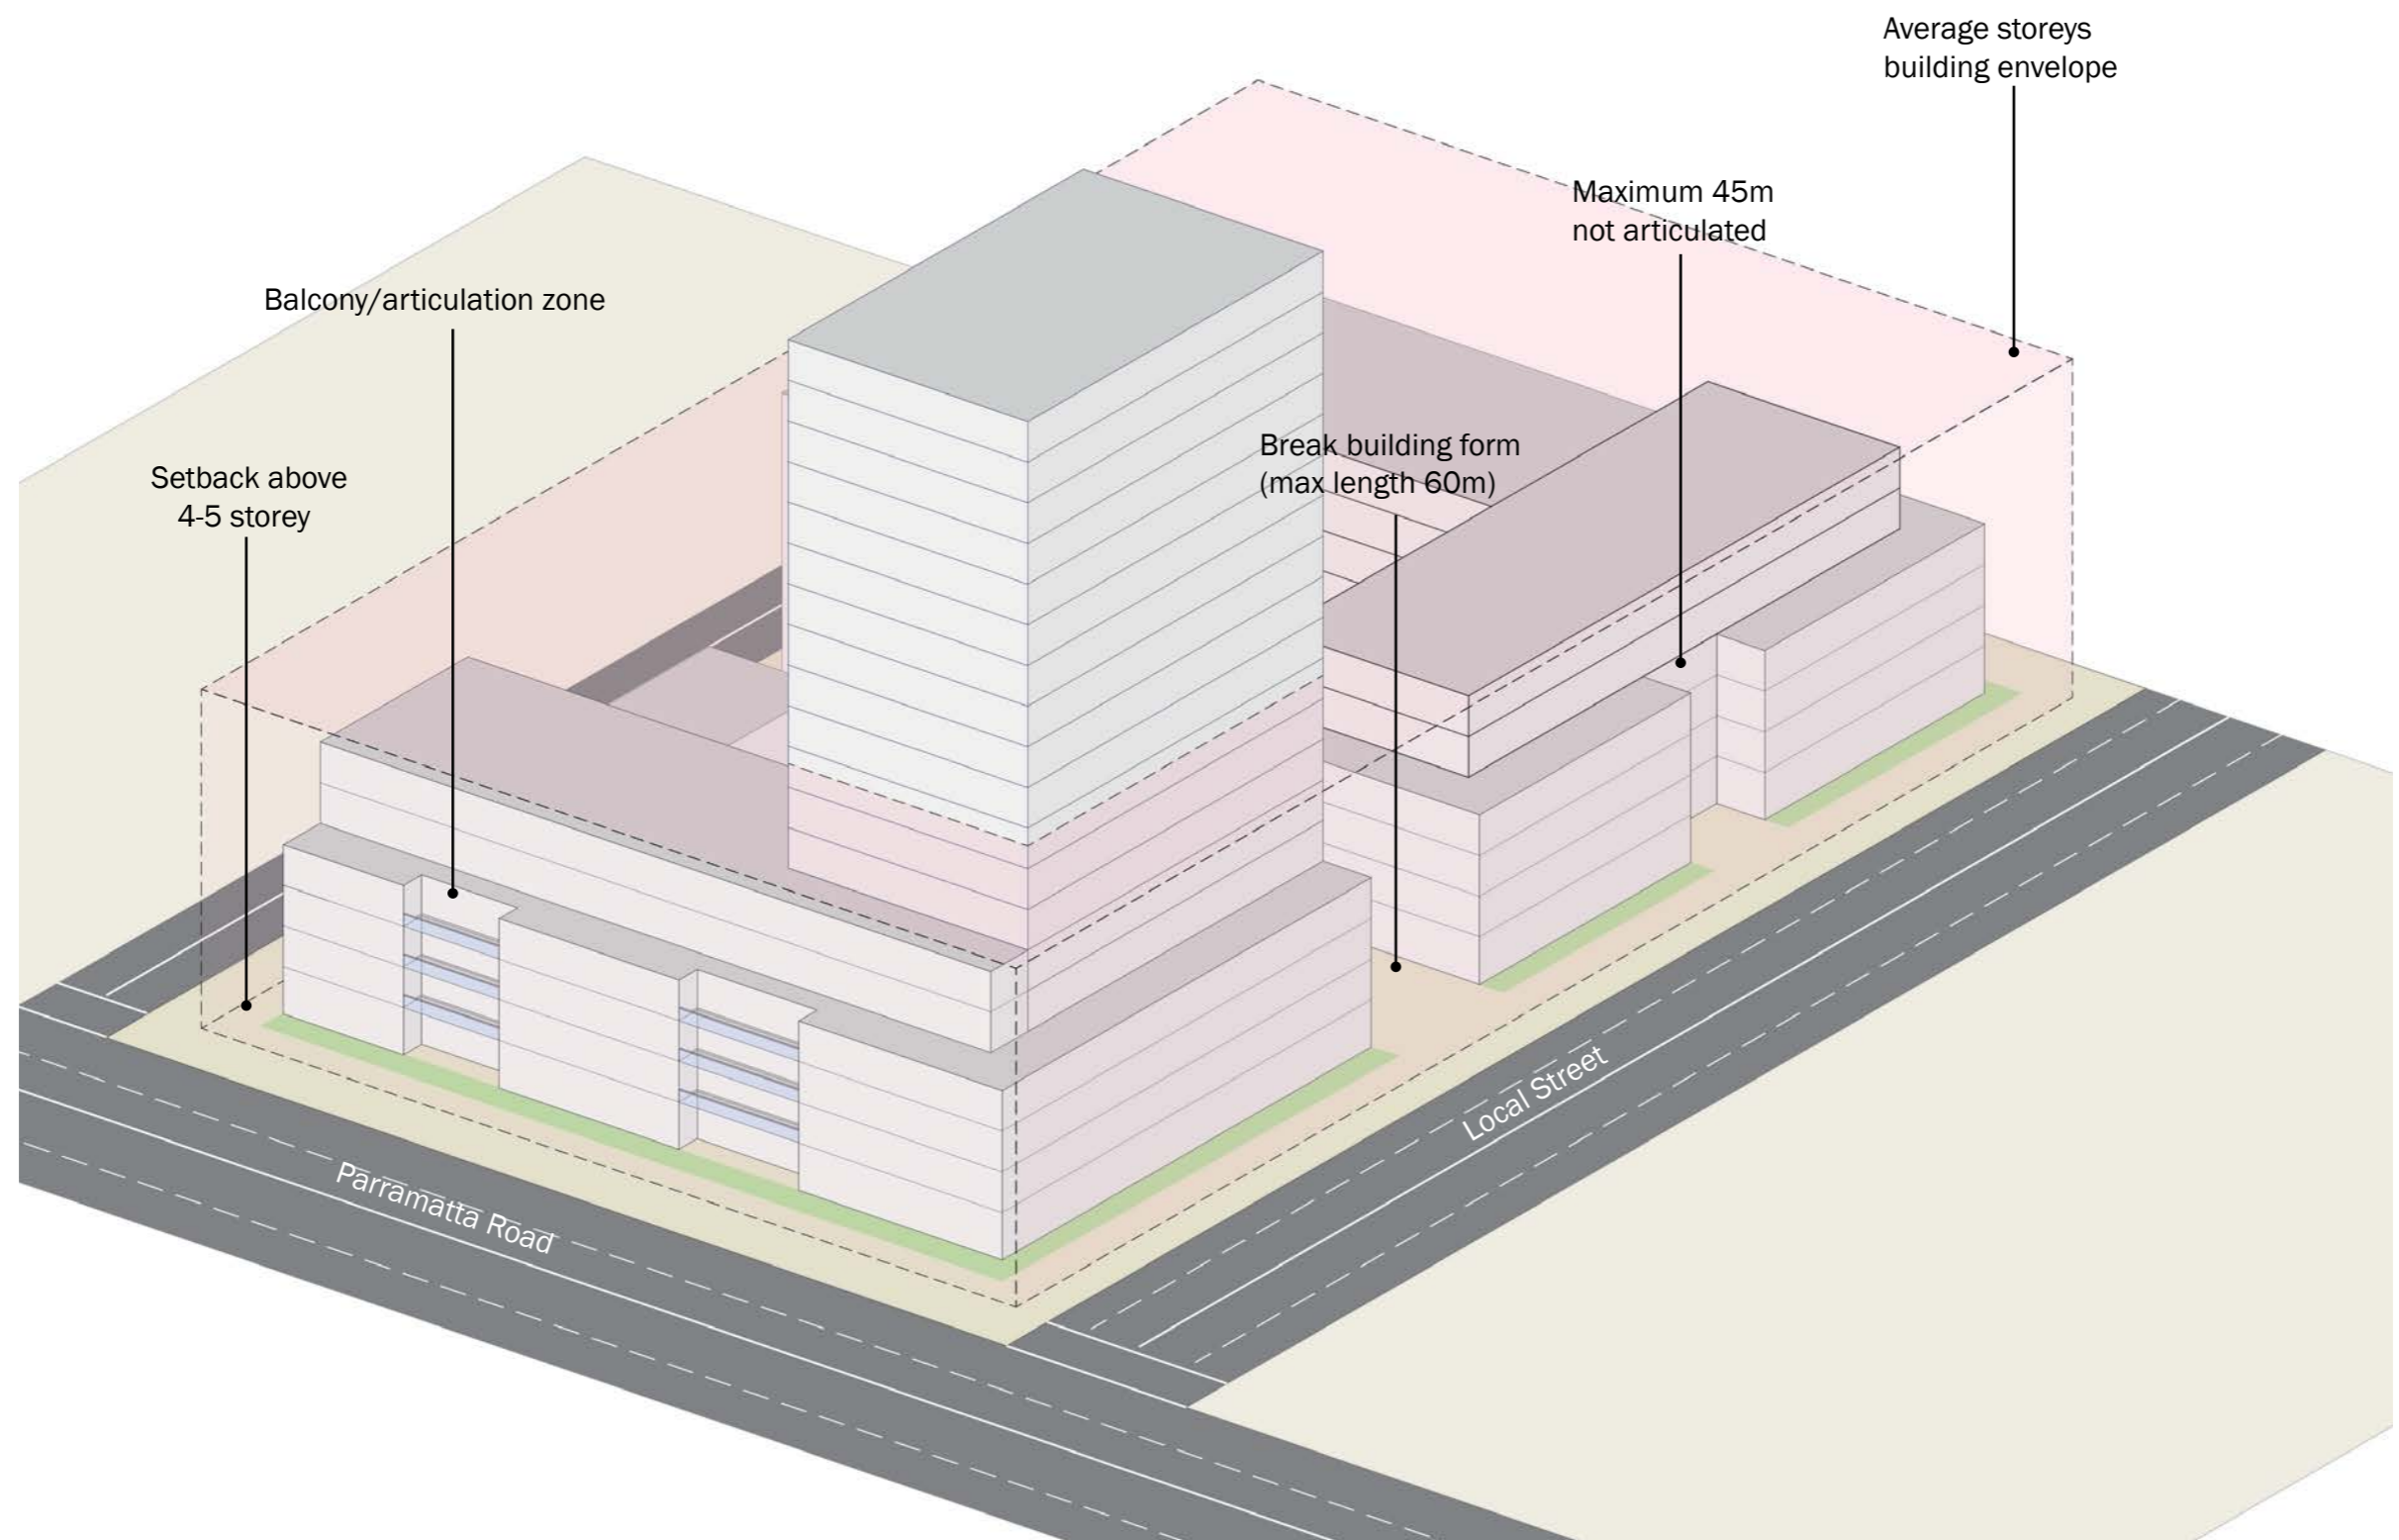 Average storeys
building envelope
Maximum 45m
not articulated
Balcony/articulation zone
Break building form
(max length 60m)
Setback above
4-5 storey
Local Street
Parramatta Road